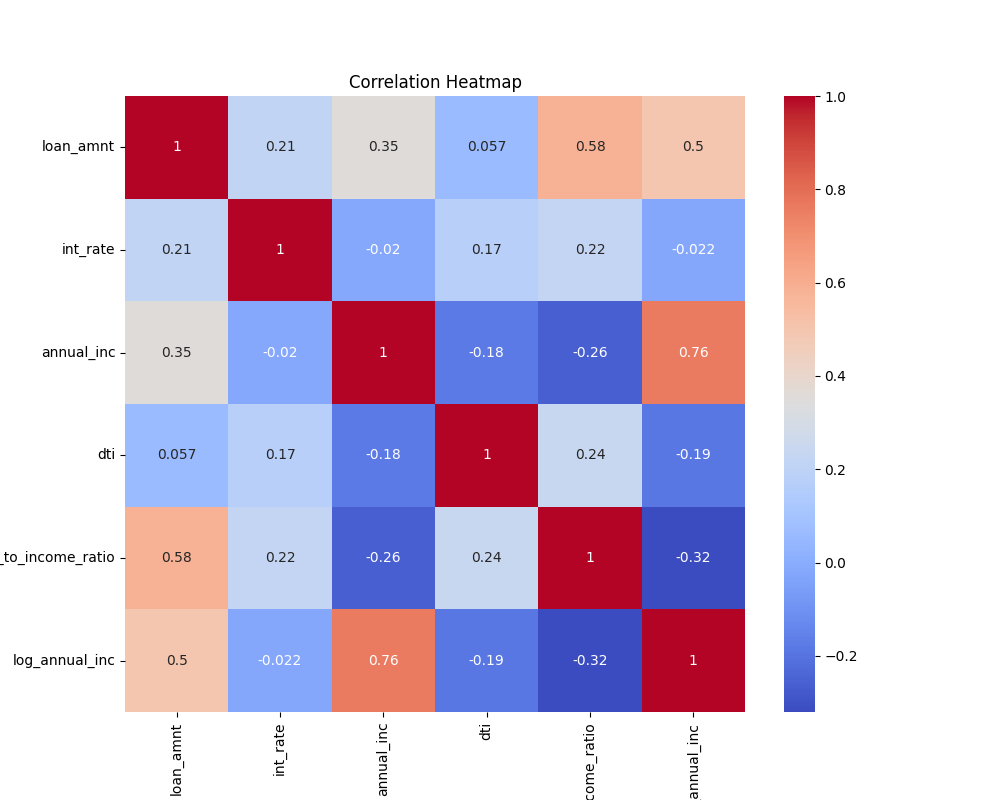 Correlation Heatmap
loan_amnt 1 0.21 0.35 0.057 0.58 0.5
int_rate 0.21 1 -0.02 0.17 0.22 -0.022
annual_inc 0.35 -0.02 1 -0.18 -0.26 0.76
dti 0.057 0.17 -0.18 1 0.24 -0.19
_to_income_ratio 0.58 0.22 -0.26 0.24 1 -0.32
log_annual_inc 0.5 -0.022 0.76 -0.19 -0.32 1
loan_amnt
int_rate
annual_inc
dti
come_ratio
annual_inc
1.0
0.8
0.6
0.4
0.2
0.0
−0.2